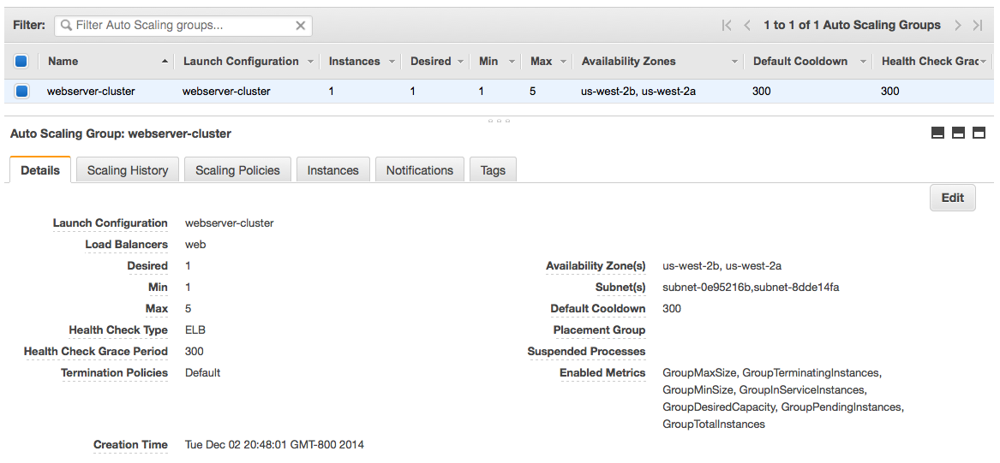 Filter: Filter Auto Scaling groups... 1 to 1 of 1 Auto Scaling Groups
Name Launch Configuration Instances Desired Min Max Availability Zones Default Cooldown Health Check Grac
webserver-cluster webserver-cluster 1 1 1 5 us-west-2b, us-west-2a 300 300
Auto Scaling Group: webserver-cluster
Details Scaling History Scaling Policies Instances Notifications Tags
Edit
Launch Configuration webserver-cluster
Load Balancers web
Desired 1
Min 1
Max 5
Health Check Type ELB
Health Check Grace Period 300
Termination Policies Default
Creation Time Tue Dec 02 20:48:01 GMT-800 2014
Availability Zone(s) us-west-2b, us-west-2a
Subnet(s) subnet-0e95216b,subnet-8dde14fa
Default Cooldown 300
Placement Group
Suspended Processes
Enabled Metrics GroupMaxSize, GroupTerminatingInstances,
GroupMinSize, GroupInServiceInstances,
GroupDesiredCapacity, GroupPendingInstances,
GroupTotalInstances